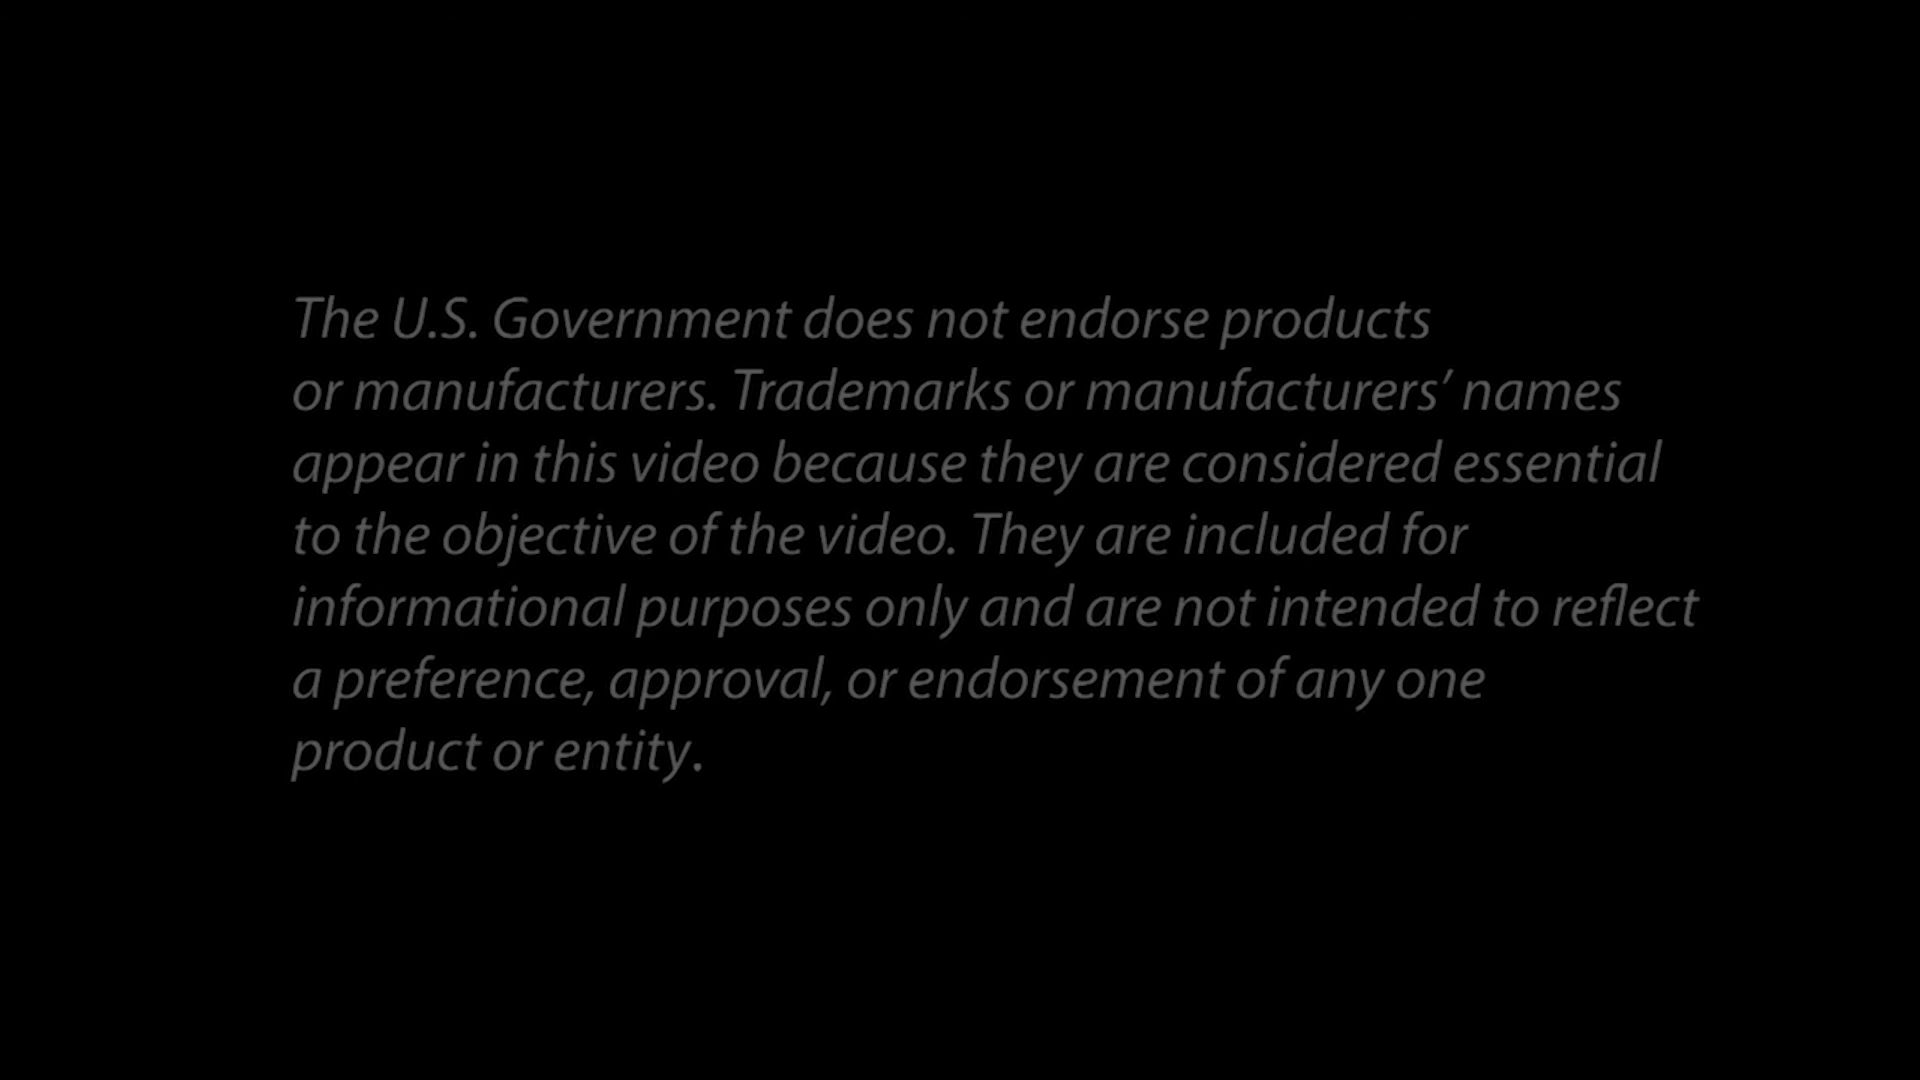 The U.S. Government does not endorse products
or manufacturers. Trademarks or manufacturers’ names
appear in this video because they are considered essential
to the objective of the video. They are included for
informational purposes only and are not intended to reflect
a preference, approval, or endorsement of any one
product or entity.